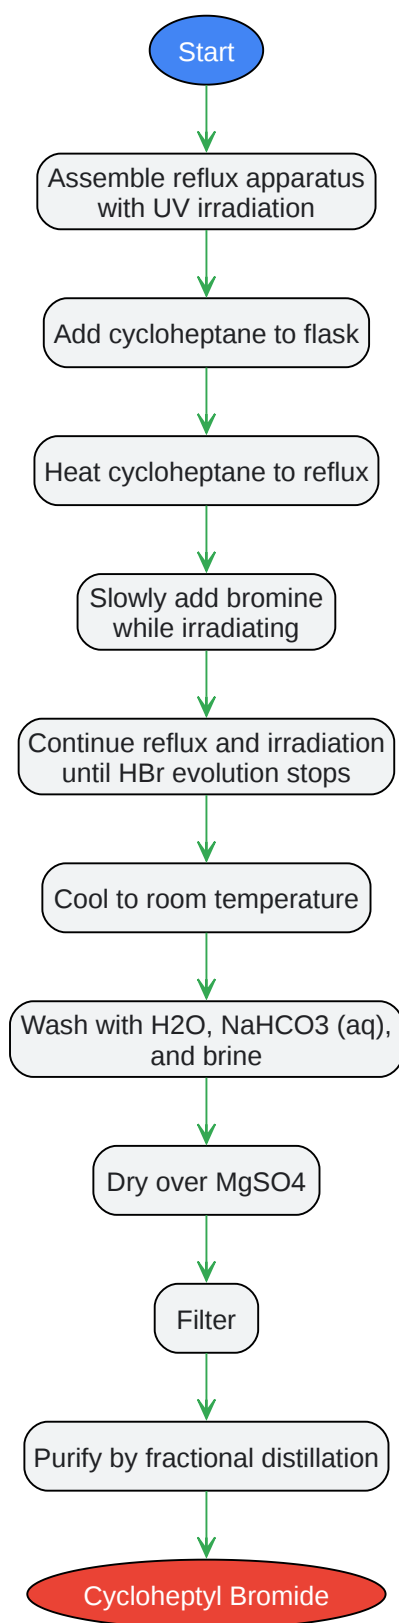 Start
Assemble reflux apparatus
with UV irradiation
Add cycloheptane to flask
Heat cycloheptane to reflux
Slowly add bromine
while irradiating
Continue reflux and irradiation
until HBr evolution stops
Cool to room temperature
Wash with H2O, NaHCO3 (aq),
and brine
Dry over MgSO4
Filter
Purify by fractional distillation
Cycloheptyl Bromide